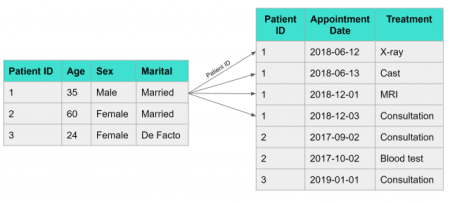 Patient ID Age Sex Marital
1 35 Male Married
2 60 Female Married
3 24 Female De Facto
Patient ID
Patient ID Appointment Date Treatment
1 2018-06-12 X-ray
1 2018-06-13 Cast
1 2018-12-01 MRI
1 2018-12-03 Consultation
2 2017-09-02 Consultation
2 2017-10-02 Blood test
3 2019-01-01 Consultation